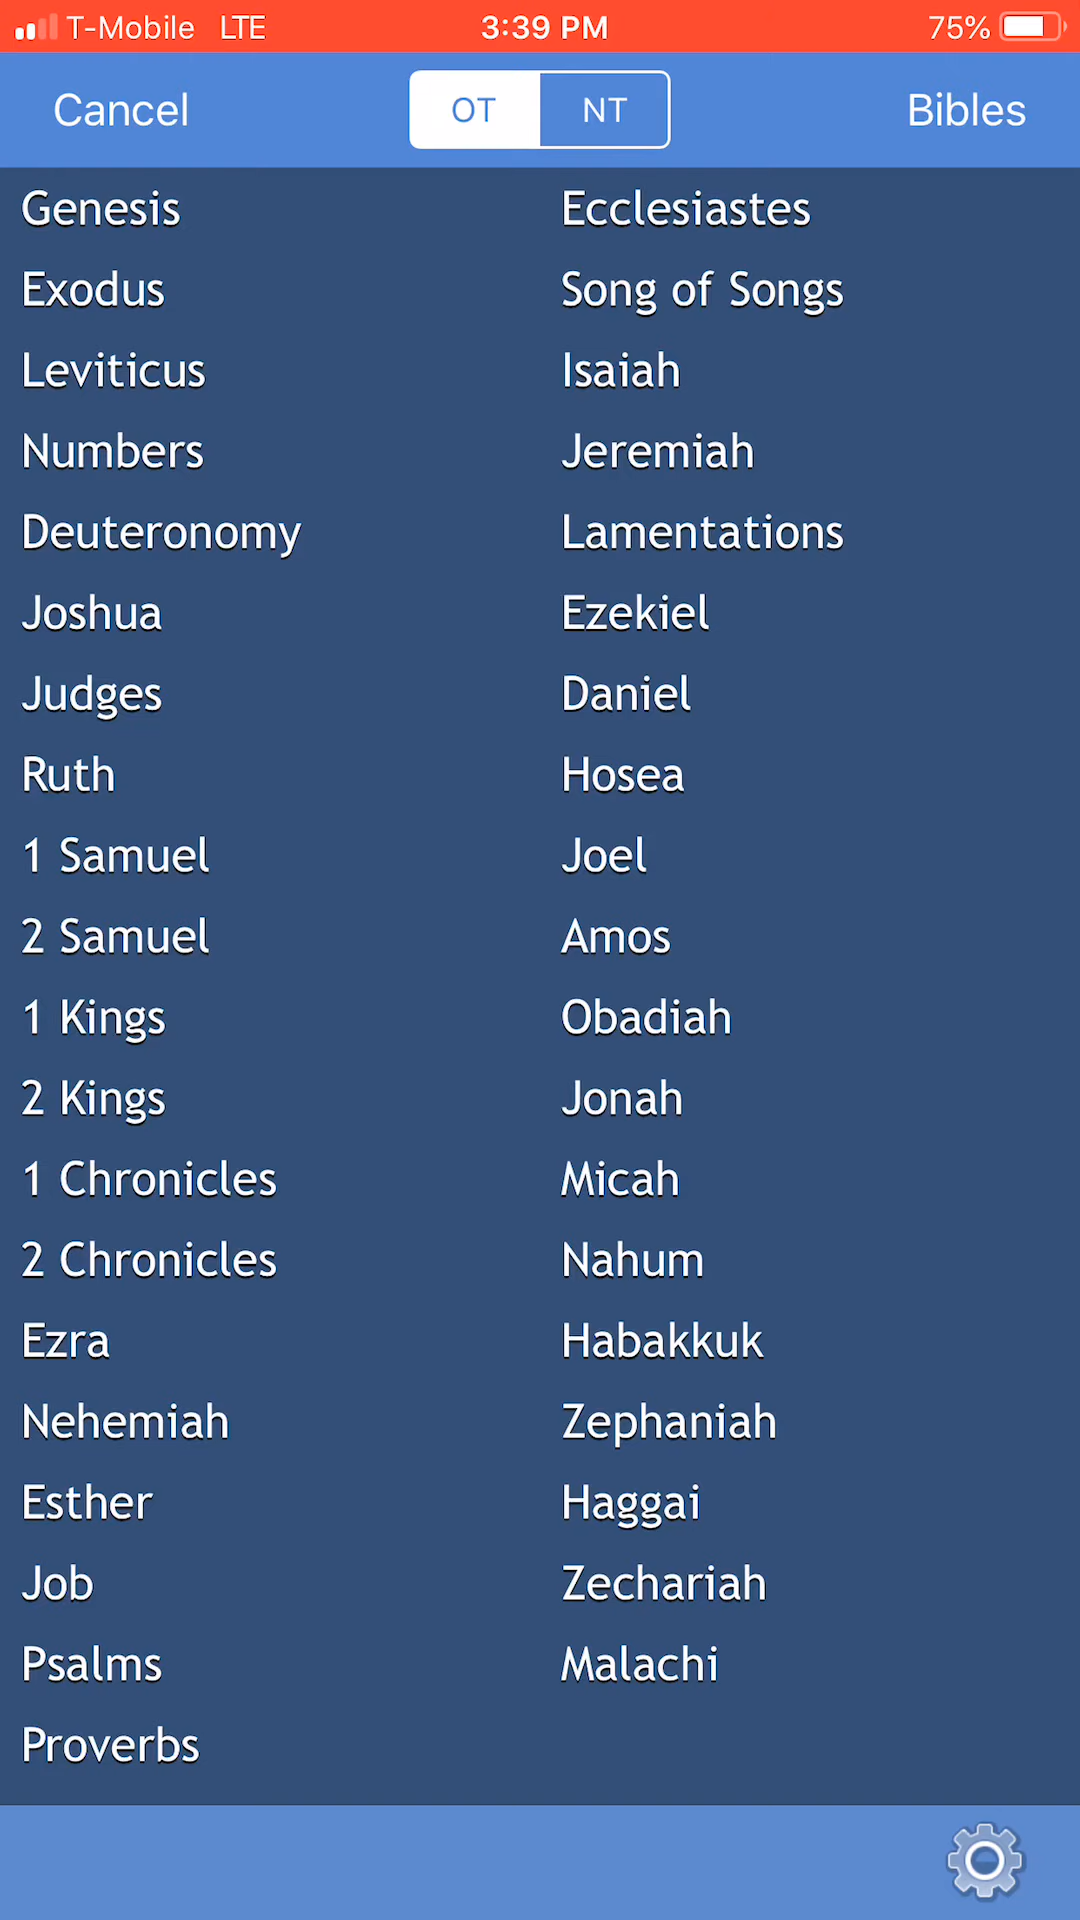 T-Mobile LTE 3:39 PM 75%
Cancel OT NT Bibles
Genesis
Exodus
Leviticus
Numbers
Deuteronomy
Joshua
Judges
Ruth
1 Samuel
2 Samuel
1 Kings
2 Kings
1 Chronicles
2 Chronicles
Ezra
Nehemiah
Esther
Job
Psalms
Proverbs
Ecclesiastes
Song of Songs
Isaiah
Jeremiah
Lamentations
Ezekiel
Daniel
Hosea
Joel
Amos
Obadiah
Jonah
Micah
Nahum
Habakkuk
Zephaniah
Haggai
Zechariah
Malachi